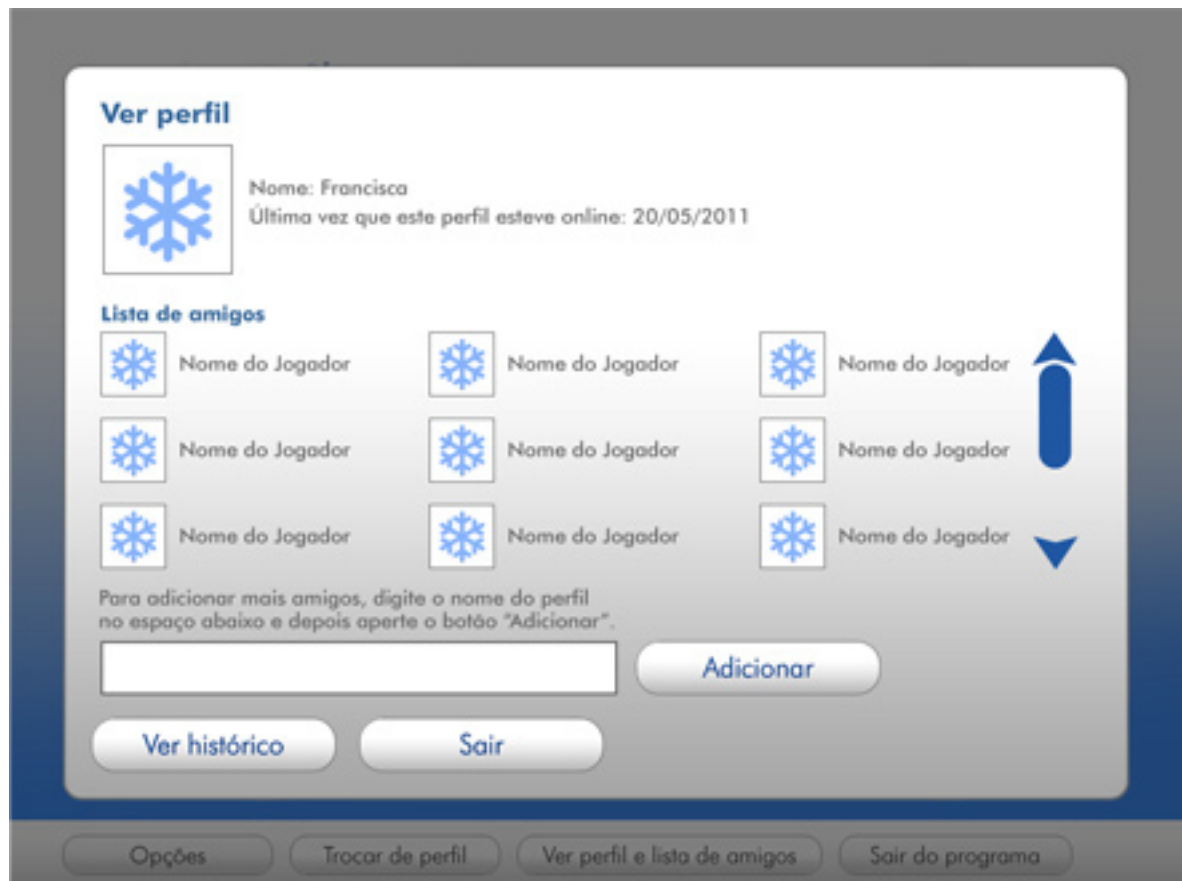 Ver perfil
Nome: Francisca
Última vez que este perfil esteve online: 20/05/2011
Lista de amigos
Nome do Jogador Nome do Jogador Nome do Jogador
Nome do Jogador Nome do Jogador Nome do Jogador
Nome do Jogador Nome do Jogador Nome do Jogador
Para adicionar mais amigos, digite o nome do perfil
no espaço abaixo e depois aperte o botão "Adicionar".
Adicionar
Ver histórico Sair
Opções Trocar de perfil Ver perfil e lista de amigos Sair do programa